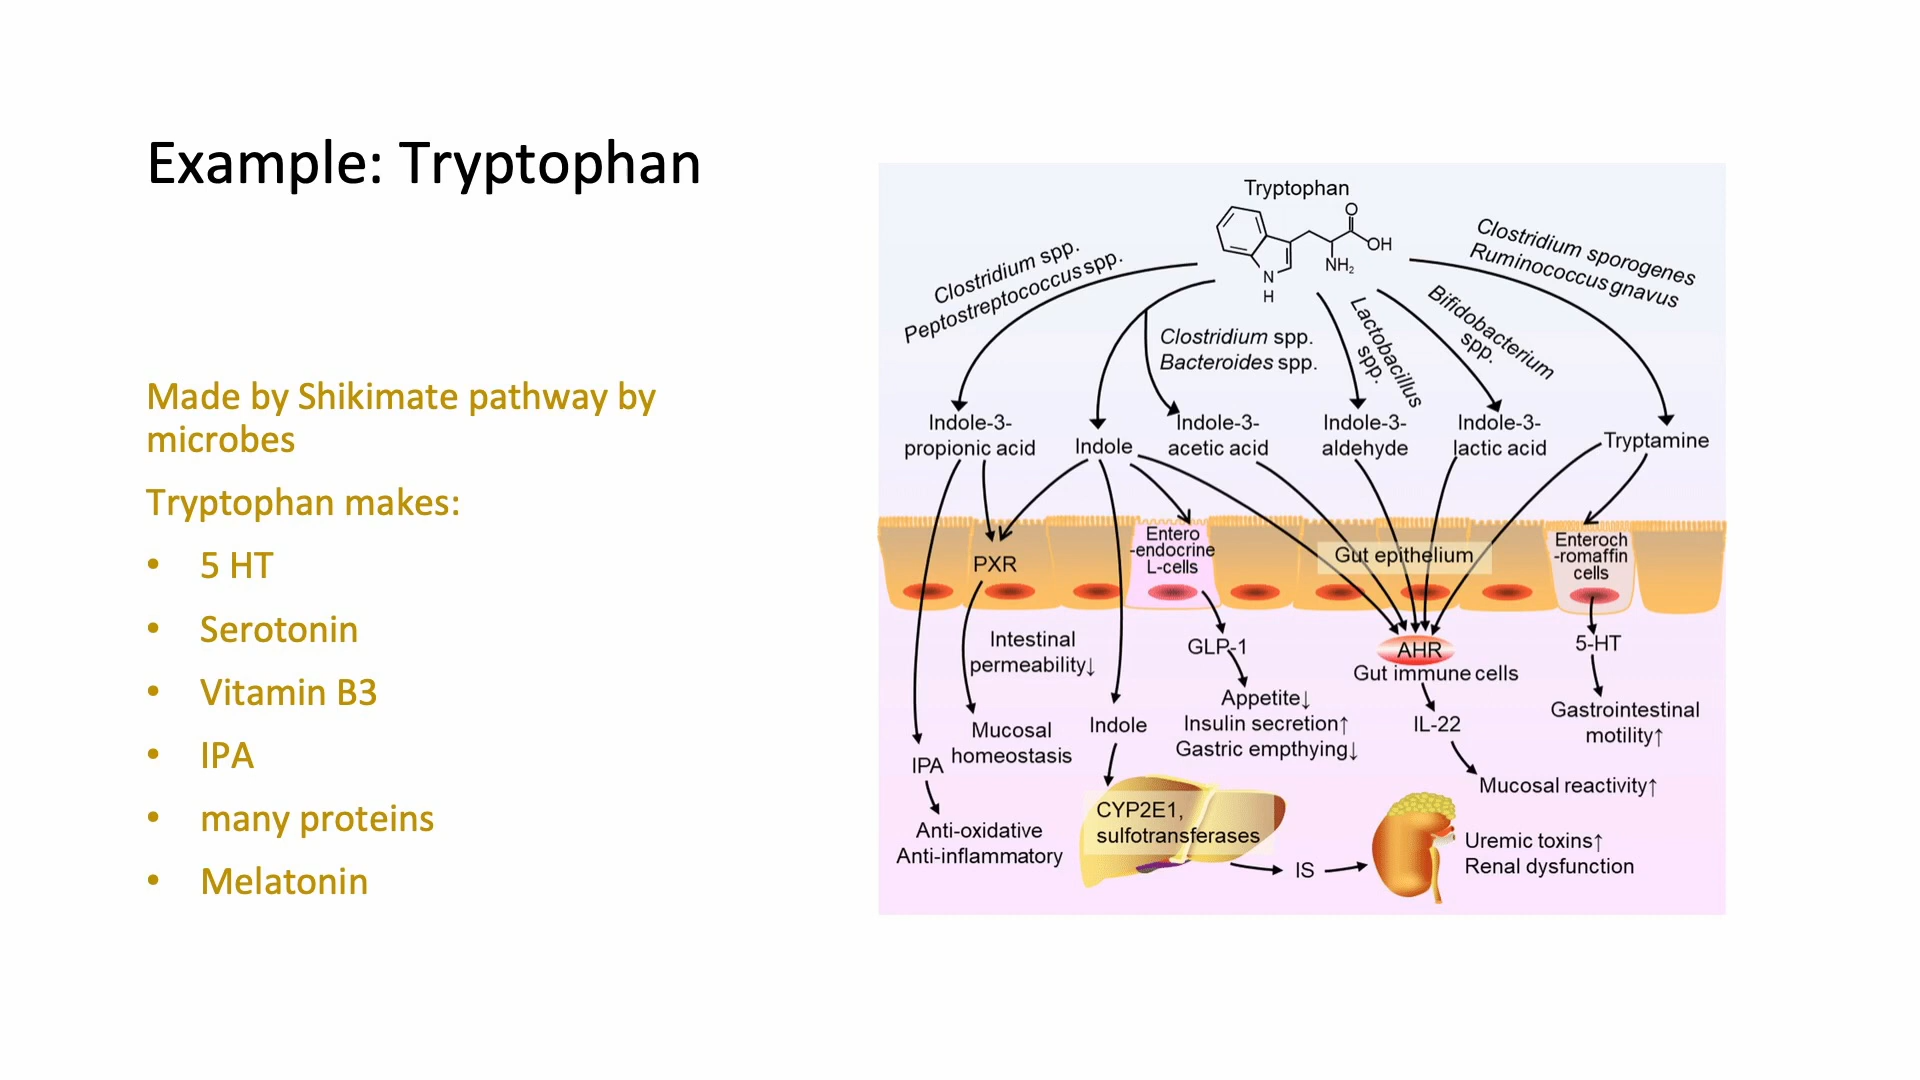 Example: Tryptophan
Made by Shikimate pathway by
microbes
Tryptophan makes:
• 5 HT
• Serotonin
• Vitamin B3
• IPA
• many proteins
• Melatonin
Tryptophan
O
OH
NH2
N
H
Clostridium spp.
Peptostreptococcus spp.
Clostridium spp.
Bacteroides spp.
Lactobacillus
spp.
Bifidobacterium
spp.
Clostridium sporogenes
Ruminococcus gnavus
Indole-3-
propionic acid
Indole
Indole-3-
acetic acid
Indole-3-
aldehyde
Indole-3-
lactic acid
Tryptamine
PXR
Entero
-endocrine
L-cells
Gut epithelium
Enteroch
-romaffin
cells
Intestinal
permeability↓
Mucosal
homeostasis
IPA
Anti-oxidative
Anti-inflammatory
Indole
CYP2E1,
sulfotransferases
GLP-1
Appetite↓
Insulin secretion↑
Gastric empthying↓
AHR
Gut immune cells
IL-22
Mucosal reactivity↑
5-HT
Gastrointestinal
motility↑
IS
Uremic toxins↑
Renal dysfunction